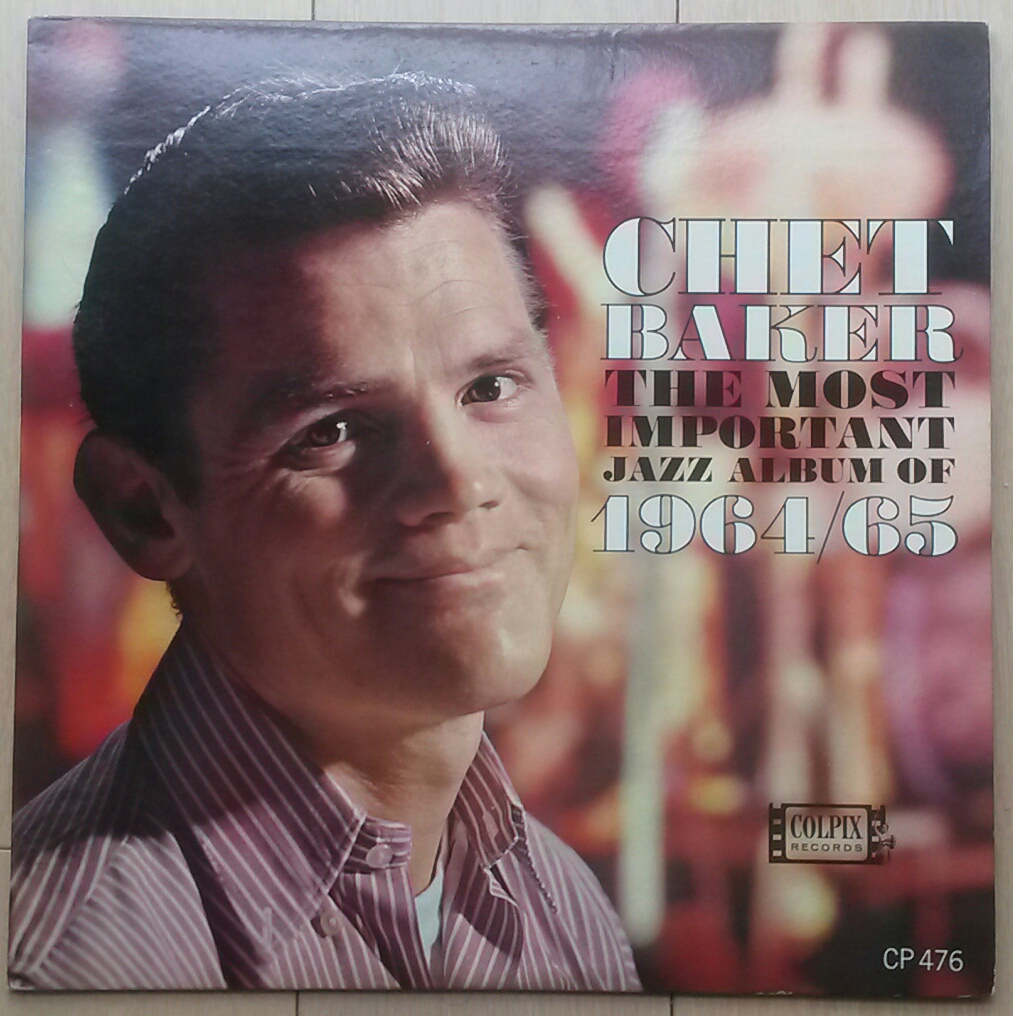 CHET
BAKER
THE MOST
IMPORTANT
JAZZ ALBUM OF
1964/65
COLPIX
RECORDS
CP 476